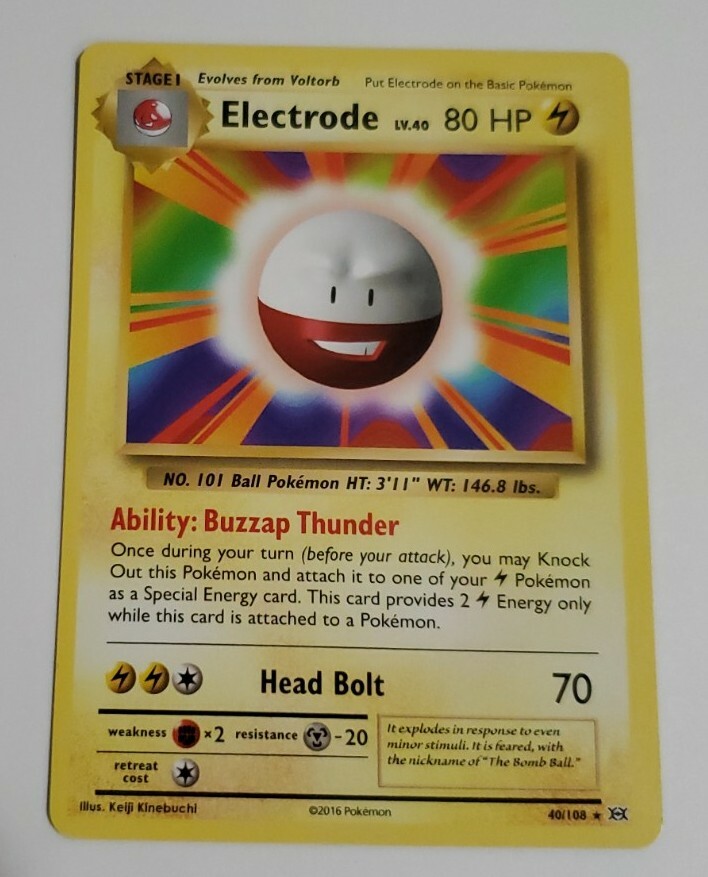 STAGE 1 Evolves from Voltorb Put Electrode on the Basic Pokémon
Electrode LV.40 80 HP
NO. 101 Ball Pokémon HT: 3'11" WT: 146.8 lbs.
Ability: Buzzap Thunder
Once during your turn (before your attack), you may Knock
Out this Pokémon and attach it to one of your Pokémon
as a Special Energy card. This card provides 2 Energy only
while this card is attached to a Pokémon.
Head Bolt 70
weakness ×2 resistance -20
retreat
cost
It explodes in response to even
minor stimuli. It is feared, with
the nickname of "The Bomb Ball."
Illus. Keiji Kinebuchi ©2016 Pokémon 40/108 ★